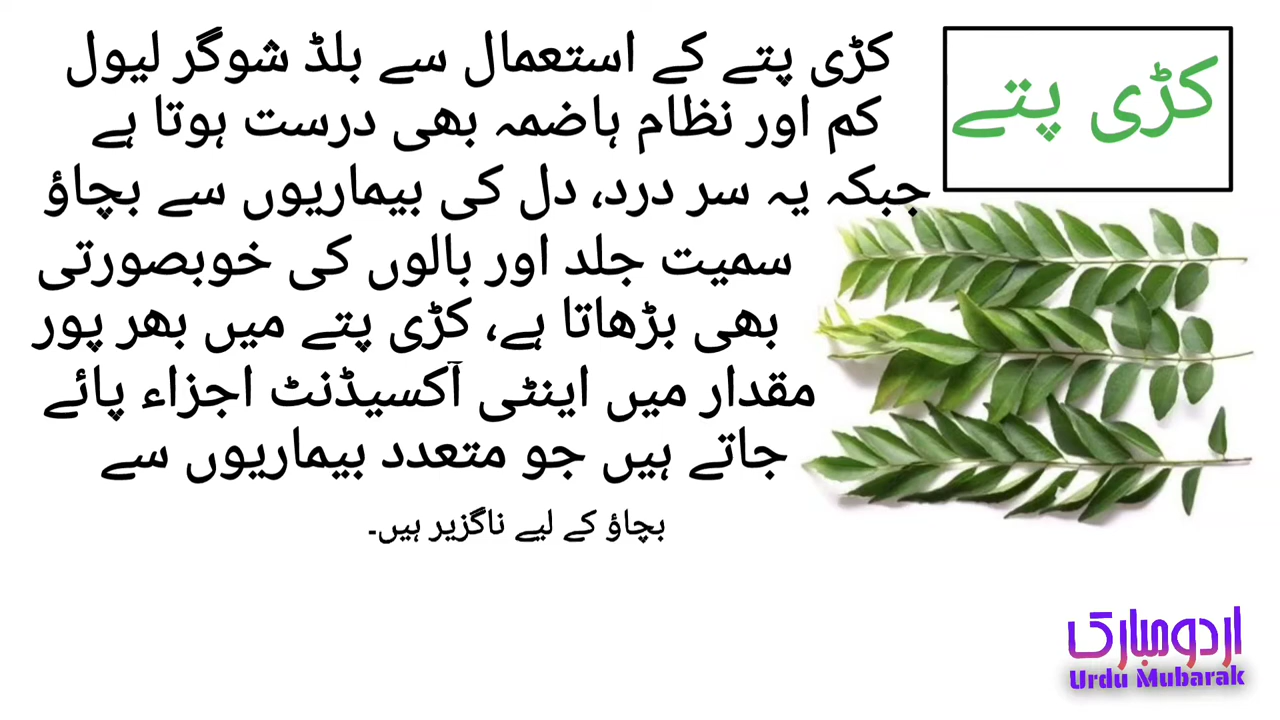 کڑی پتے
کڑی پتے کے استعمال سے بلڈ شوگر لیول
کم اور نظام ہاضمہ بھی درست ہوتا ہے
جبکہ یہ سر درد، دل کی بیماریوں سے بچاؤ
سمیت جلد اور بالوں کی خوبصورتی
بھی بڑھاتا ہے، کڑی پتے میں بھر پور
مقدار میں اینٹی آکسیڈنٹ اجزاء پائے
جاتے ہیں جو متعدد بیماریوں سے
بچاؤ کے لیے ناگزیر ہیں۔
اردو مبارک
Urdu Mubarak